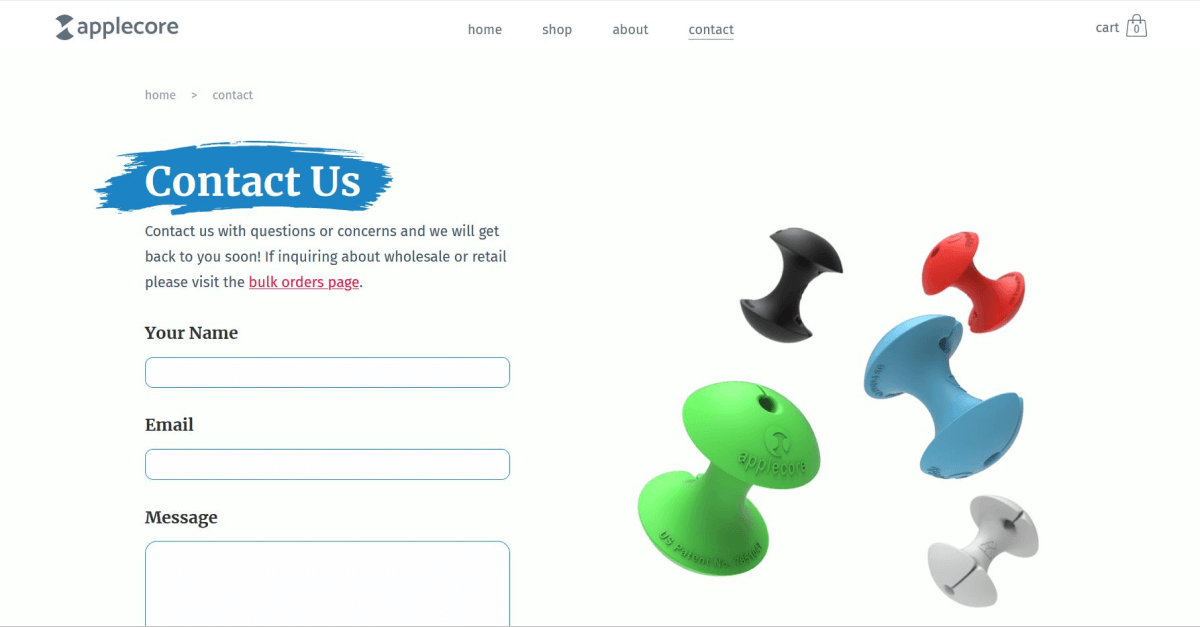 applecore
home
shop
about
contact
cart
0
home > contact
Contact Us
Contact us with questions or concerns and we will get
back to you soon! If inquiring about wholesale or retail
please visit the bulk orders page.
Your Name
Email
Message
applecore
US Patent No.